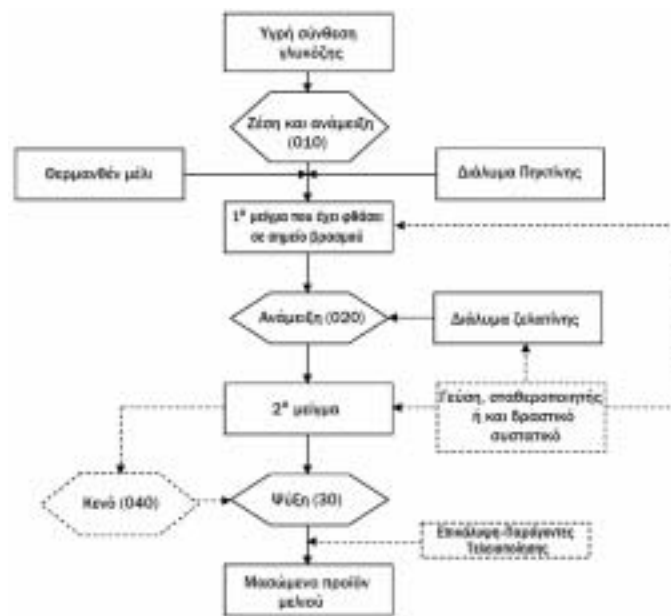 Υγρή σύνθεση
γλυκόζης
Ζέση και ανάμειξη
(010)
Θερμανθέν μέλι
Διάλυμα Πηκτίνης
1º μείγμα που έχει φθάσει
σε σημείο βρασμού
Ανάμειξη (020)
Διάλυμα ζελατίνης
2º μείγμα
Γεύση, σταθεροποιητής
ή και δραστικό
συστατικό
Κενό (040)
Ψύξη (30)
Επικάλυψη-Παράγοντες
Τελειοποίησης
Μασώμενο προϊόν
μελιού